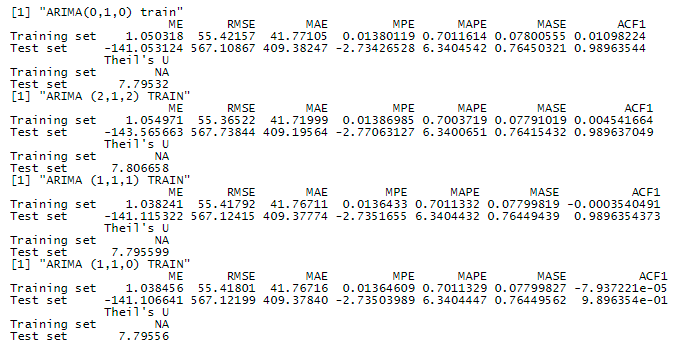 [1] "ARIMA(0,1,0) train"
ME RMSE MAE MPE MAPE MASE ACF1
Training set 1.050318 55.42157 41.77105 0.01380119 0.7011614 0.07800555 0.01098224
Test set -141.053124 567.10867 409.38247 -2.73426528 6.3404542 0.76450321 0.98963544
Theil's U
Training set NA
Test set 7.79532
[1] "ARIMA (2,1,2) TRAIN"
ME RMSE MAE MPE MAPE MASE ACF1
Training set 1.054971 55.36522 41.71999 0.01386985 0.7003719 0.07791019 0.004541664
Test set -143.565663 567.73844 409.19564 -2.77063127 6.3400651 0.76415432 0.989637049
Theil's U
Training set NA
Test set 7.806658
[1] "ARIMA (1,1,1) TRAIN"
ME RMSE MAE MPE MAPE MASE ACF1
Training set 1.038241 55.41792 41.76711 0.0136433 0.7011332 0.07799819 -0.0003540491
Test set -141.115322 567.12415 409.37774 -2.7351655 6.3404432 0.76449439 0.9896354373
Theil's U
Training set NA
Test set 7.795599
[1] "ARIMA (1,1,0) TRAIN"
ME RMSE MAE MPE MAPE MASE ACF1
Training set 1.038456 55.41801 41.76716 0.01364609 0.7011329 0.07799827 -7.937221e-05
Test set -141.106641 567.12199 409.37840 -2.73503989 6.3404447 0.76449562 9.896354e-01
Theil's U
Training set NA
Test set 7.79556